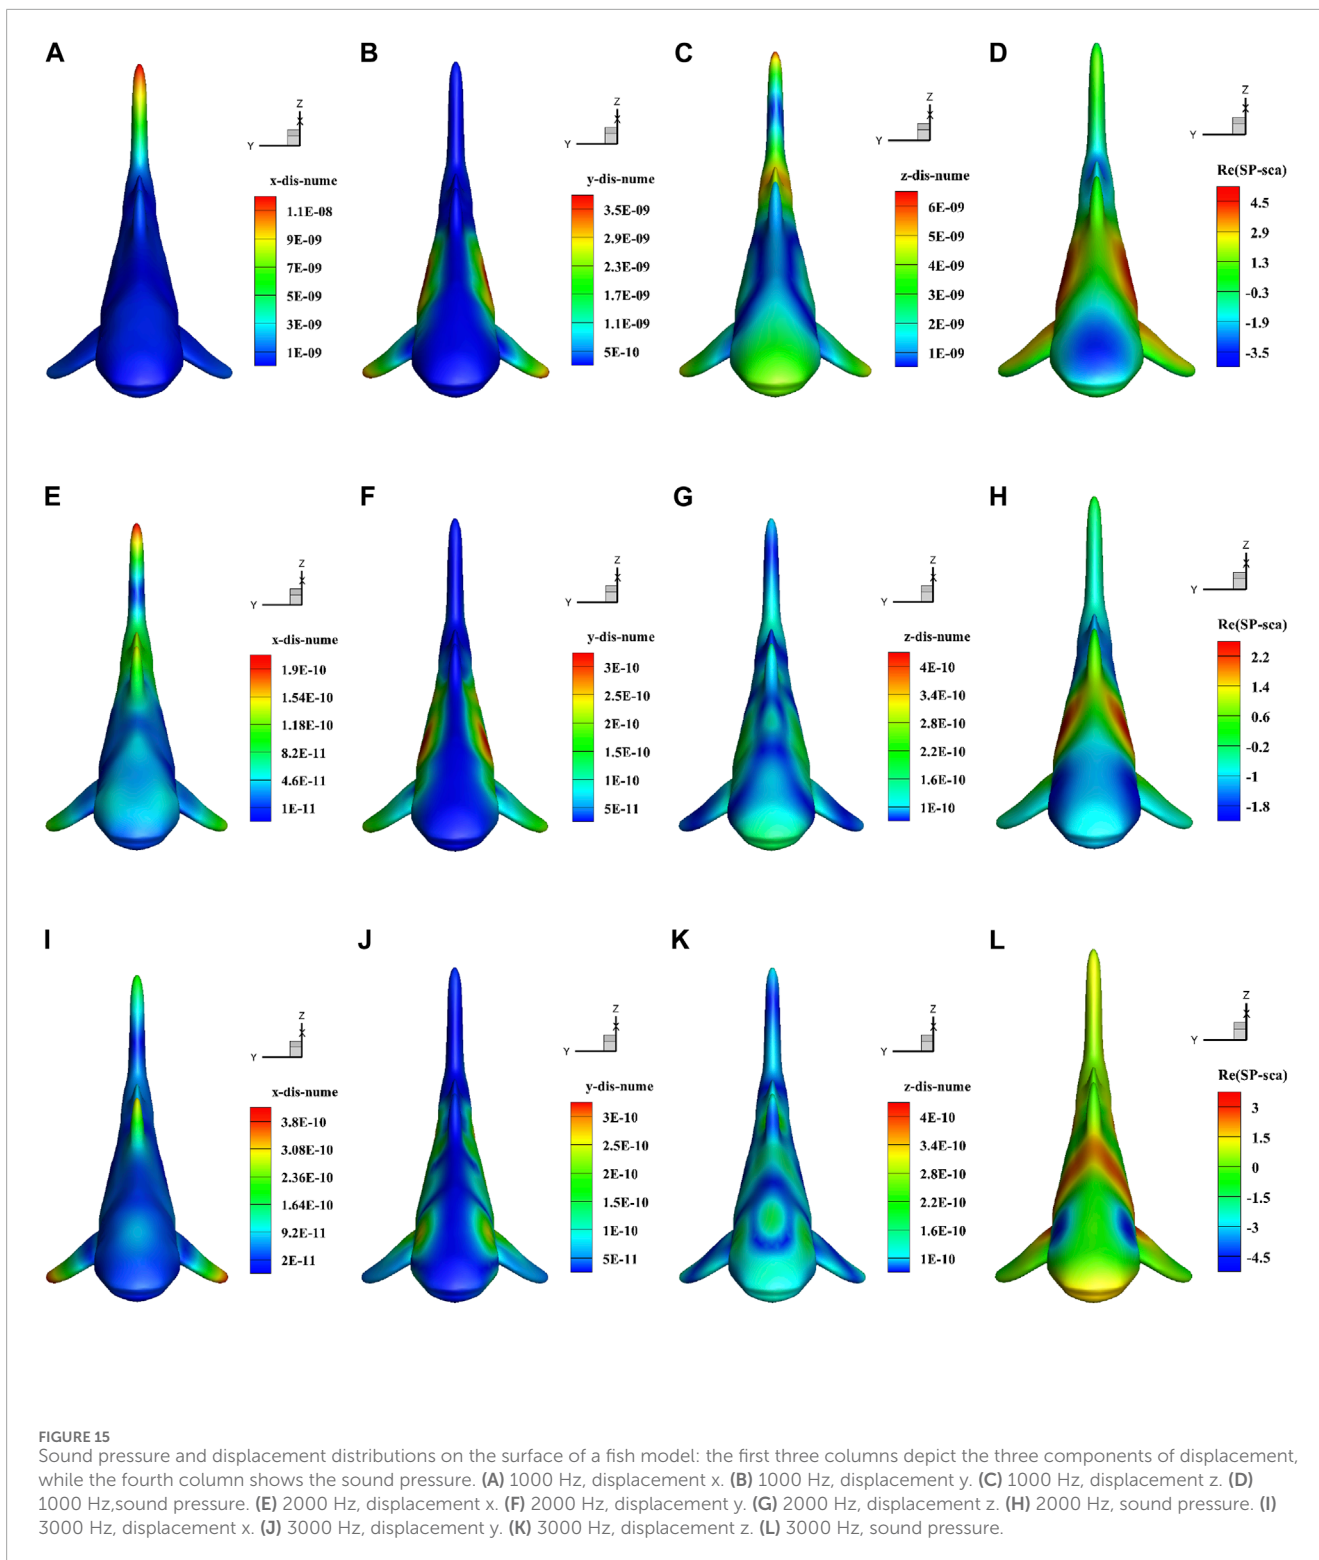 A
B
C
D
Z
X
Y
x-dis-nume
1.1E-08
9E-09
7E-09
5E-09
3E-09
1E-09
Z
X
Y
y-dis-nume
3.5E-09
2.9E-09
2.3E-09
1.7E-09
1.1E-09
5E-10
Z
X
Y
z-dis-nume
6E-09
5E-09
4E-09
3E-09
2E-09
1E-09
Z
X
Y
Re(SP-sca)
4.5
2.9
1.3
-0.3
-1.9
-3.5
E
F
G
H
Z
X
Y
x-dis-nume
1.9E-10
1.54E-10
1.18E-10
8.2E-11
4.6E-11
1E-11
Z
X
Y
y-dis-nume
3E-10
2.5E-10
2E-10
1.5E-10
1E-10
5E-11
Z
X
Y
z-dis-nume
4E-10
3.4E-10
2.8E-10
2.2E-10
1.6E-10
1E-10
Z
X
Y
Re(SP-sca)
2.2
1.4
0.6
-0.2
-1
-1.8
I
J
K
L
Z
X
Y
x-dis-nume
3.8E-10
3.08E-10
2.36E-10
1.64E-10
9.2E-11
2E-11
Z
X
Y
y-dis-nume
3E-10
2.5E-10
2E-10
1.5E-10
1E-10
5E-11
Z
X
Y
z-dis-nume
4E-10
3.4E-10
2.8E-10
2.2E-10
1.6E-10
1E-10
Z
X
Y
Re(SP-sca)
3
1.5
0
-1.5
-3
-4.5
FIGURE 15
Sound pressure and displacement distributions on the surface of a fish model: the first three columns depict the three components of displacement,
while the fourth column shows the sound pressure. (A) 1000 Hz, displacement x. (B) 1000 Hz, displacement y. (C) 1000 Hz, displacement z. (D)
1000 Hz,sound pressure. (E) 2000 Hz, displacement x. (F) 2000 Hz, displacement y. (G) 2000 Hz, displacement z. (H) 2000 Hz, sound pressure. (I)
3000 Hz, displacement x. (J) 3000 Hz, displacement y. (K) 3000 Hz, displacement z. (L) 3000 Hz, sound pressure.